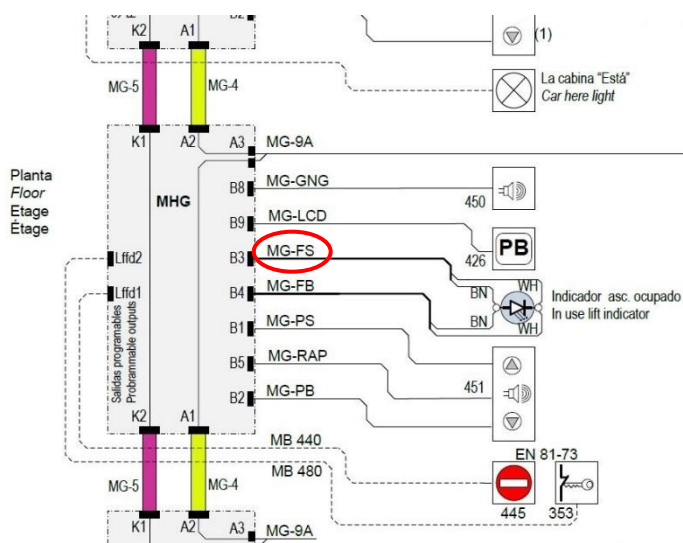 K2
A1
B2
(1)
La cabina "Está"
Car here light
MG-5
MG-4
K1
A2
A3
MG-9A
Planta
Floor
Etage
Étage
MHG
B8
MG-GNG
450
B9
MG-LCD
PB
426
Lffd2
B3
MG-FS
BN
WH
Indicador asc. ocupado
In use lift indicator
Lffd1
B4
MG-FB
BN
WH
Salidas programables
Probrammable outputs
B1
MG-PS
B5
MG-RAP
451
B2
MG-PB
K2
A1
MB 440
EN 81-73
MB 480
MG-5
MG-4
445
353
K1
A2
A3
MG-9A